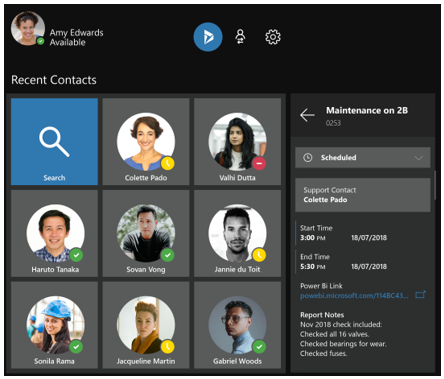 Amy Edwards
Available
Recent Contacts
Search
Colette Pado
Valhi Dutta
Haruto Tanaka
Sovan Vong
Jannie du Toit
Sonila Rama
Jacqueline Martin
Gabriel Woods
Maintenance on 2B
0253
Scheduled
Support Contact
Colette Pado
Start Time
3:00 PM 18/07/2018
End Time
5:30 PM 18/07/2018
Power Bi Link
powebi.microsoft.com/114BC43...
Report Notes
Nov 2018 check included:
Checked all 16 valves.
Checked bearings for wear.
Checked fuses.